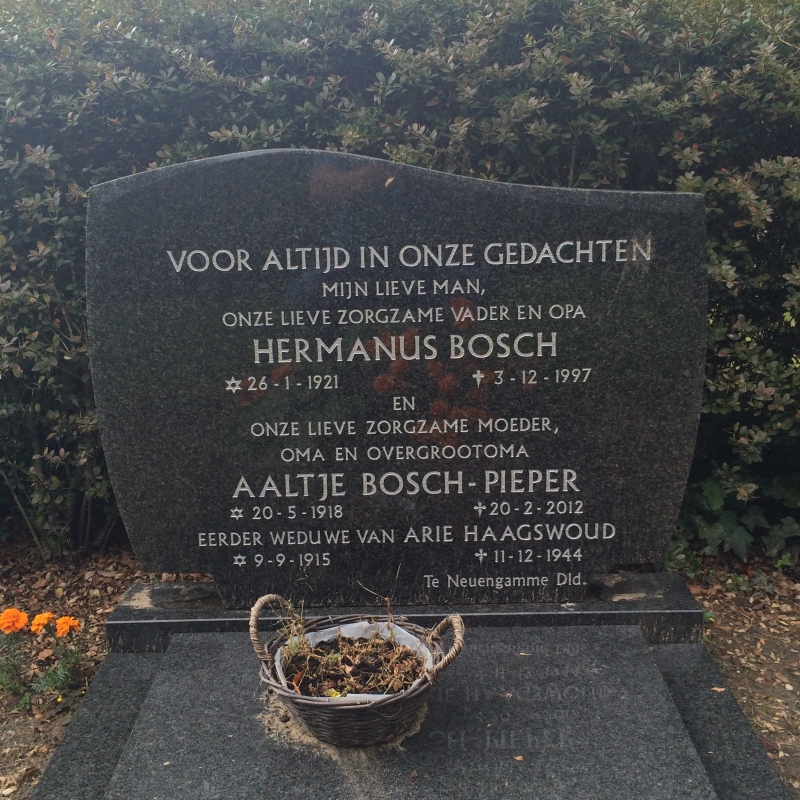 VOOR ALTIJD IN ONZE GEDACHTEN
MIJN LIEVE MAN,
ONZE LIEVE ZORGZAME VADER EN OPA
HERMANUS BOSCH
✡ 26-1-1921 ✝ 3-12-1997
EN
ONZE LIEVE ZORGZAME MOEDER,
OMA EN OVERGROOTOMA
AALTJE BOSCH-PIEPER
✡ 20-5-1918 ✝ 20-2-2012
EERDER WEDUWE VAN ARIE HAAGSWOUD
✡ 9-9-1915 ✝ 11-12-1944
Te Neuengamme Dld.